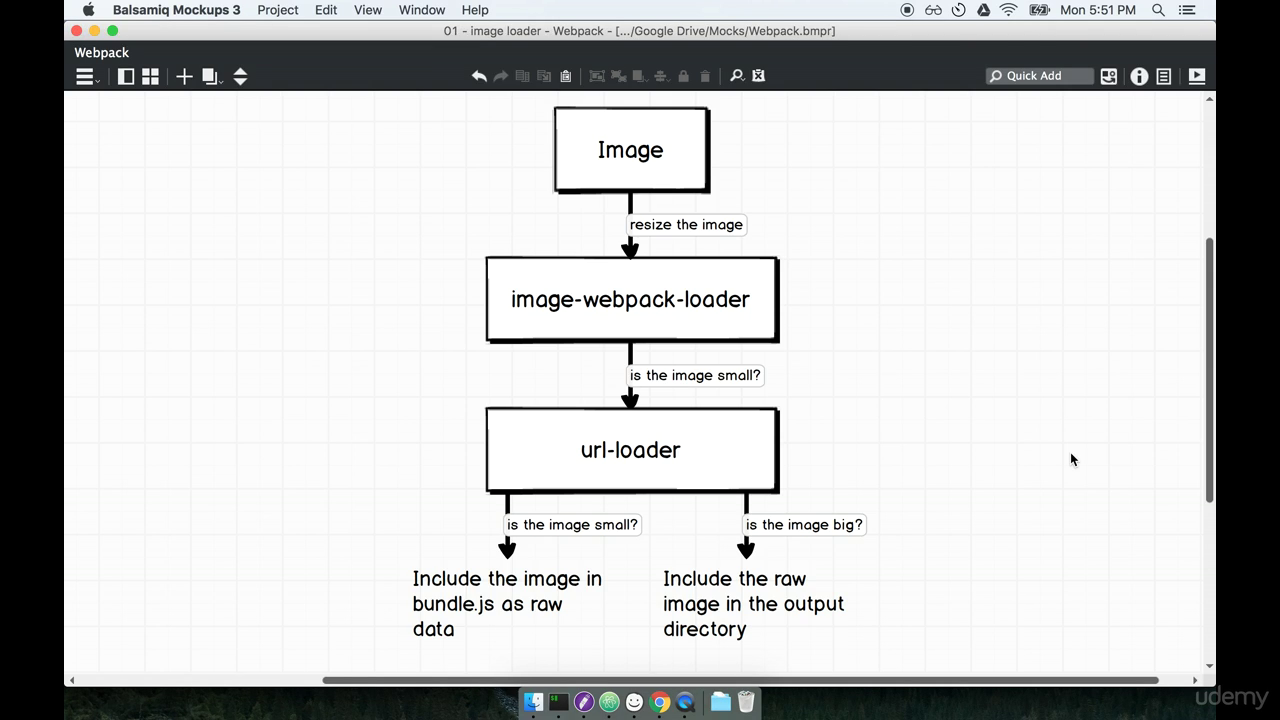 Balsamiq Mockups 3 Project Edit View Window Help Mon 5:51 PM
01 - image loader - Webpack - [.../Google Drive/Mocks/Webpack.bmpr]
Webpack
Quick Add
Image
resize the image
image-webpack-loader
is the image small?
url-loader
is the image small?
is the image big?
Include the image in
bundle.js as raw
data
Include the raw
image in the output
directory
udemy